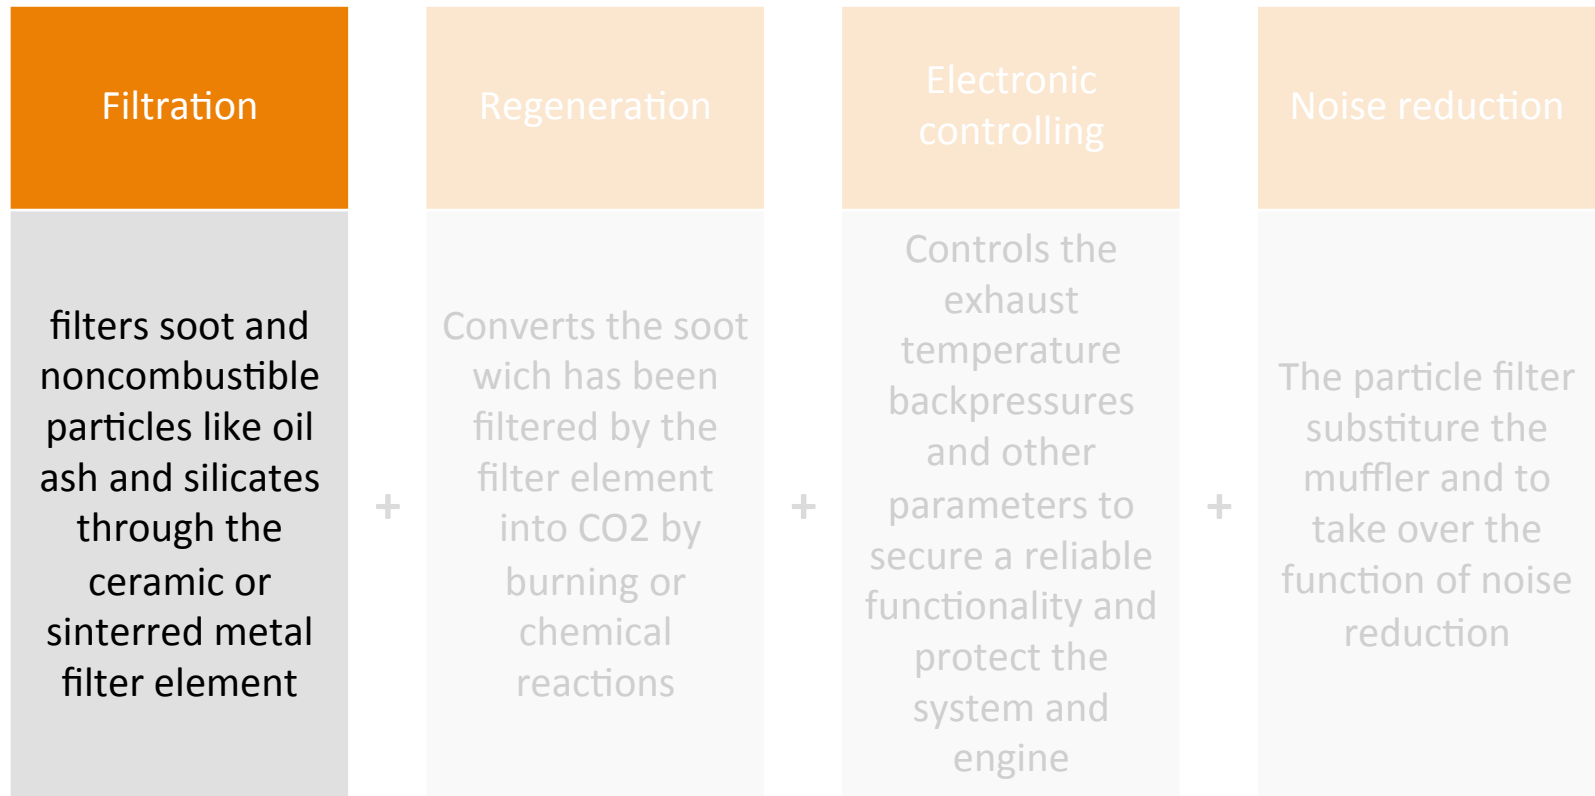 Filtration
filters soot and
noncombustible
particles like oil
ash and silicates
through the
ceramic or
sinterred metal
filter element
+
Regeneration
Converts the soot
wich has been
filtered by the
filter element
into CO2 by
burning or
chemical
reactions
+
Electronic
controlling
Controls the
exhaust
temperature
backpressures
and other
parameters to
secure a reliable
functionality and
protect the
system and
engine
+
Noise reduction
The particle filter
substiture the
muffler and to
take over the
function of noise
reduction